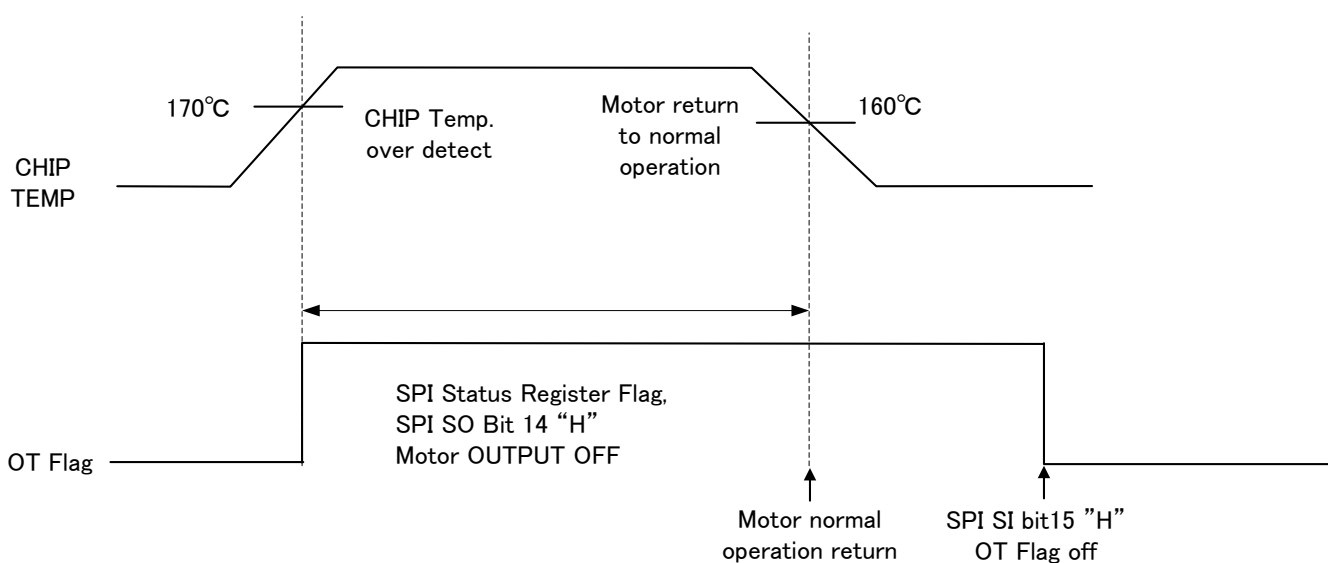 170°C
CHIP Temp.
over detect
Motor return
to normal
operation
160°C
CHIP
TEMP
SPI Status Register Flag,
SPI SO Bit 14 “H”
Motor OUTPUT OFF
OT Flag
Motor normal
operation return
SPI SI bit15 ”H”
OT Flag off